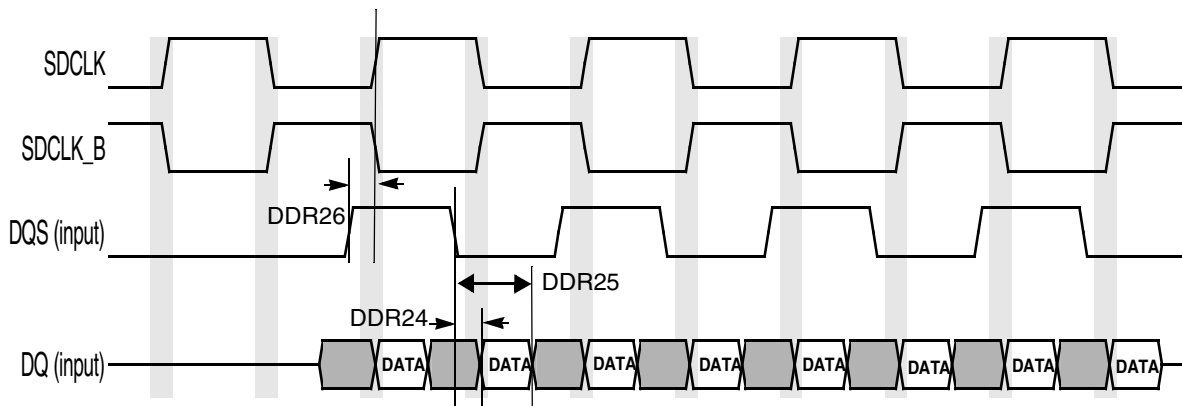 SDCLK
SDCLK_B
DDR26
DQS (input)
DDR25
DDR24
DQ (input)
DATA DATA DATA DATA DATA DATA DATA DATA